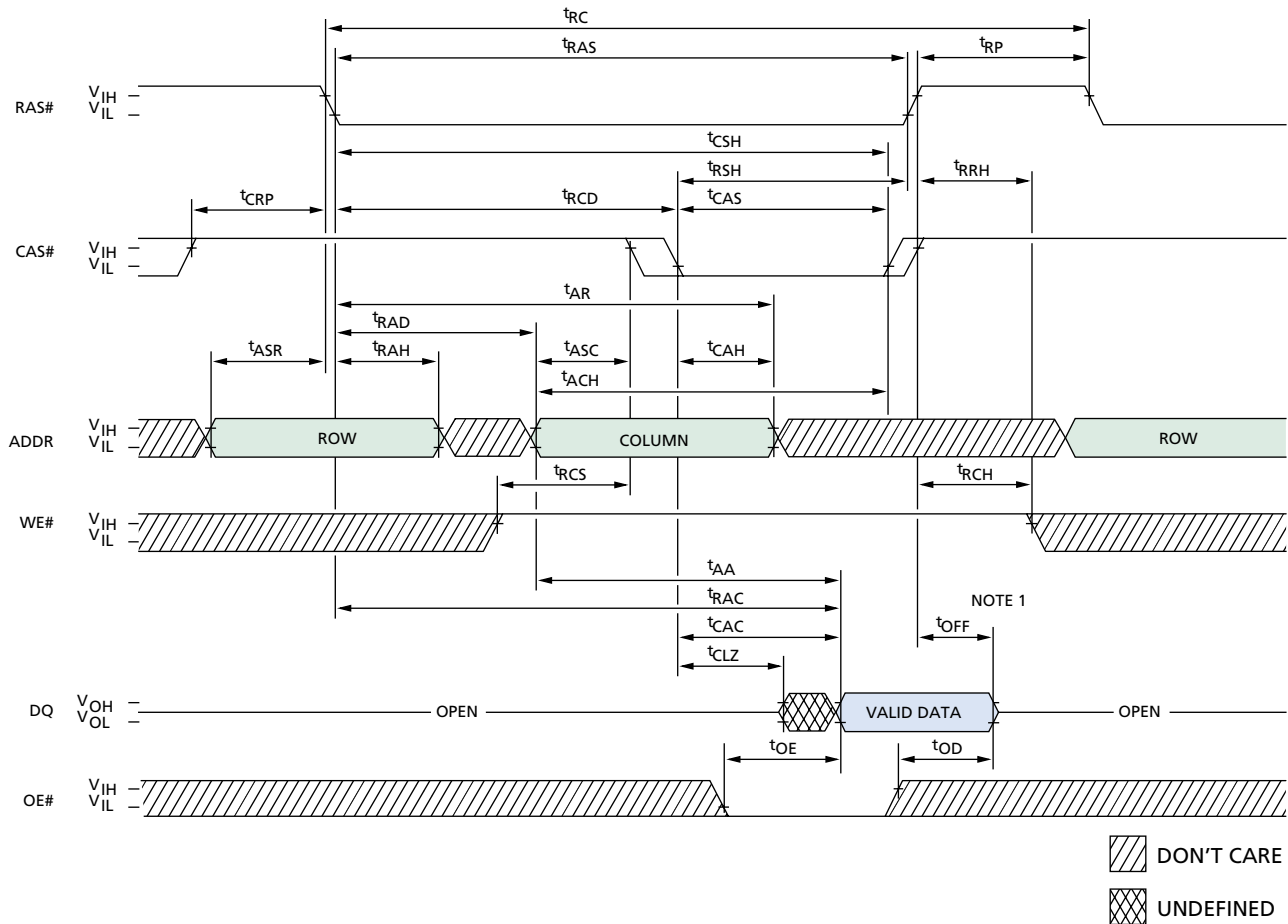 tRC
tRAS
tRP
RAS#
VIH
VIL
tCSH
tRSH
tRRH
tCRP
tRCD
tCAS
CAS#
VIH
VIL
tAR
tRAD
tASR
tRAH
tASC
tCAH
tACH
ADDR
VIH
VIL
ROW
COLUMN
ROW
tRCS
tRCH
WE#
VIH
VIL
tAA
tRAC
NOTE 1
tCAC
tOFF
tCLZ
DQ
VOH
VOL
OPEN
VALID DATA
OPEN
tOE
tOD
OE#
VIH
VIL
DON'T CARE
UNDEFINED